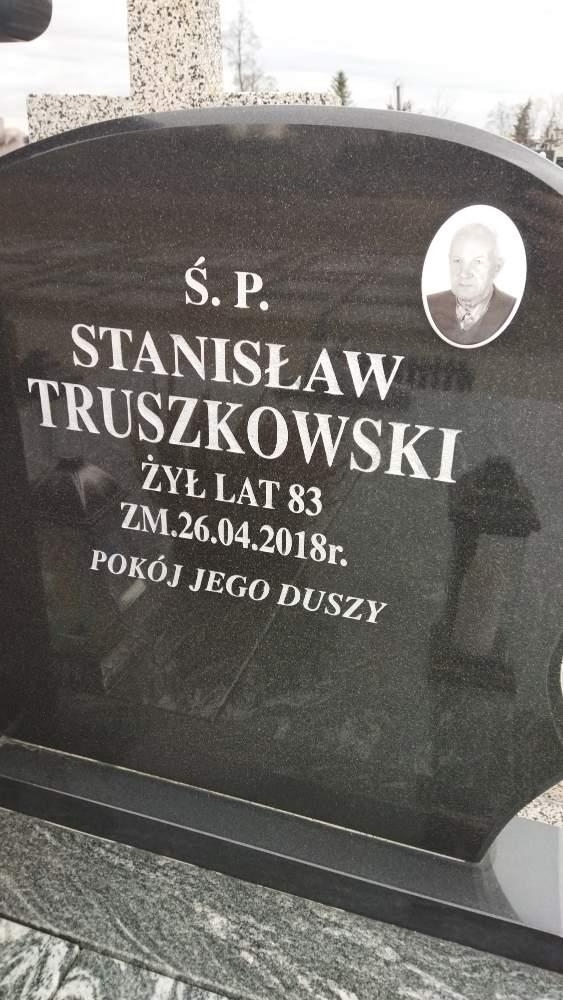 Ś. P.
STANISŁAW
TRUSZKOWSKI
ŻYŁ LAT 83
ZM.26.04.2018r.
POKÓJ JEGO DUSZY